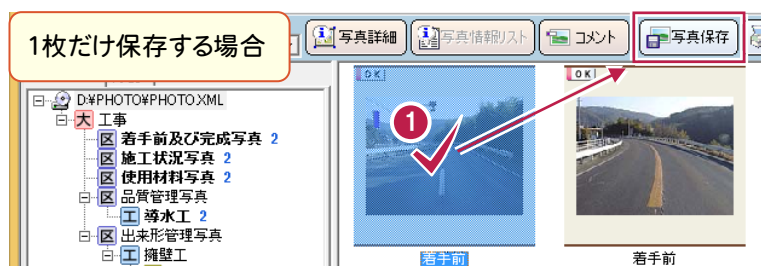 1枚だけ保存する場合
写真詳細
写真情報リスト
コメント
写真保存
D:¥PHOTO¥PHOTO.XML
大 工事
区 着手前及び完成写真 2
区 施工状況写真 2
区 使用材料写真 2
区 品質管理写真
工 導水工 2
区 出来形管理写真
工 擁壁工
OK
1
着手前
OK
着手前